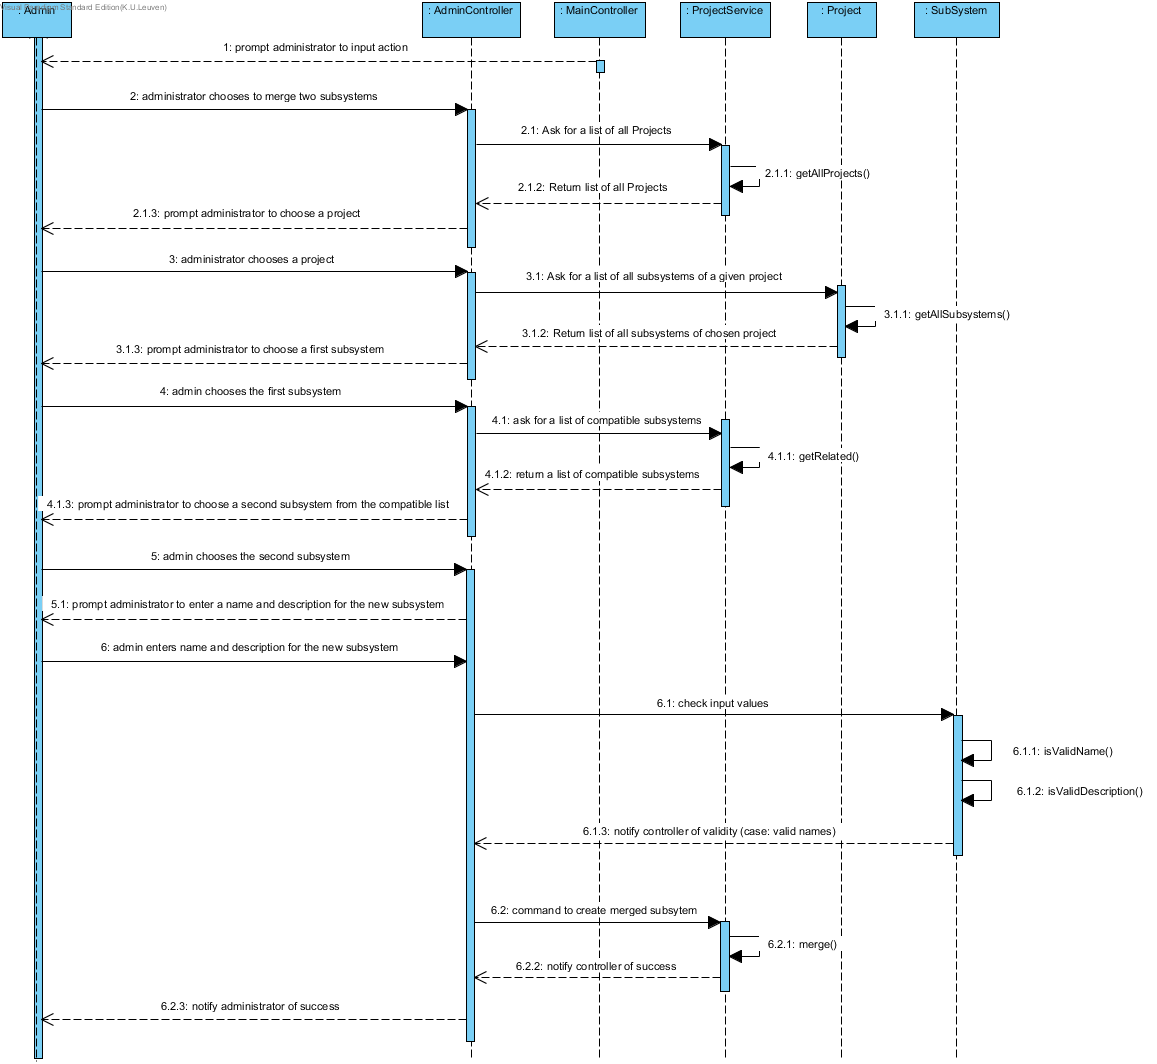 : Admin
: AdminController
: MainController
: ProjectService
: Project
: SubSystem
1: prompt administrator to input action
2: administrator chooses to merge two subsystems
2.1: Ask for a list of all Projects
2.1.1: getAllProjects()
2.1.2: Return list of all Projects
2.1.3: prompt administrator to choose a project
3: administrator chooses a project
3.1: Ask for a list of all subsystems of a given project
3.1.1: getAllSubsystems()
3.1.2: Return list of all subsystems of chosen project
3.1.3: prompt administrator to choose a first subsystem
4: admin chooses the first subsystem
4.1: ask for a list of compatible subsystems
4.1.1: getRelated()
4.1.2: return a list of compatible subsystems
4.1.3: prompt administrator to choose a second subsystem from the compatible list
5: admin chooses the second subsystem
5.1: prompt administrator to enter a name and description for the new subsystem
6: admin enters name and description for the new subsystem
6.1: check input values
6.1.1: isValidName()
6.1.2: isValidDescription()
6.1.3: notify controller of validity (case: valid names)
6.2: command to create merged subsytem
6.2.1: merge()
6.2.2: notify controller of success
6.2.3: notify administrator of success